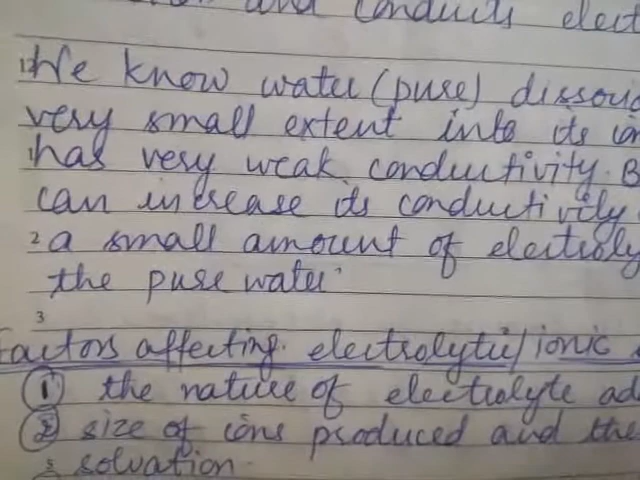 and conducts elect
We know water (pure) dissoci
very small extent into its
has very weak conductivity. B
can increase its conductivity
a small amount of electroly
the pure water.
Factors affecting electrolytic/ionic
① the nature of electrolyte ad
② size of ions produced and the
solvation.